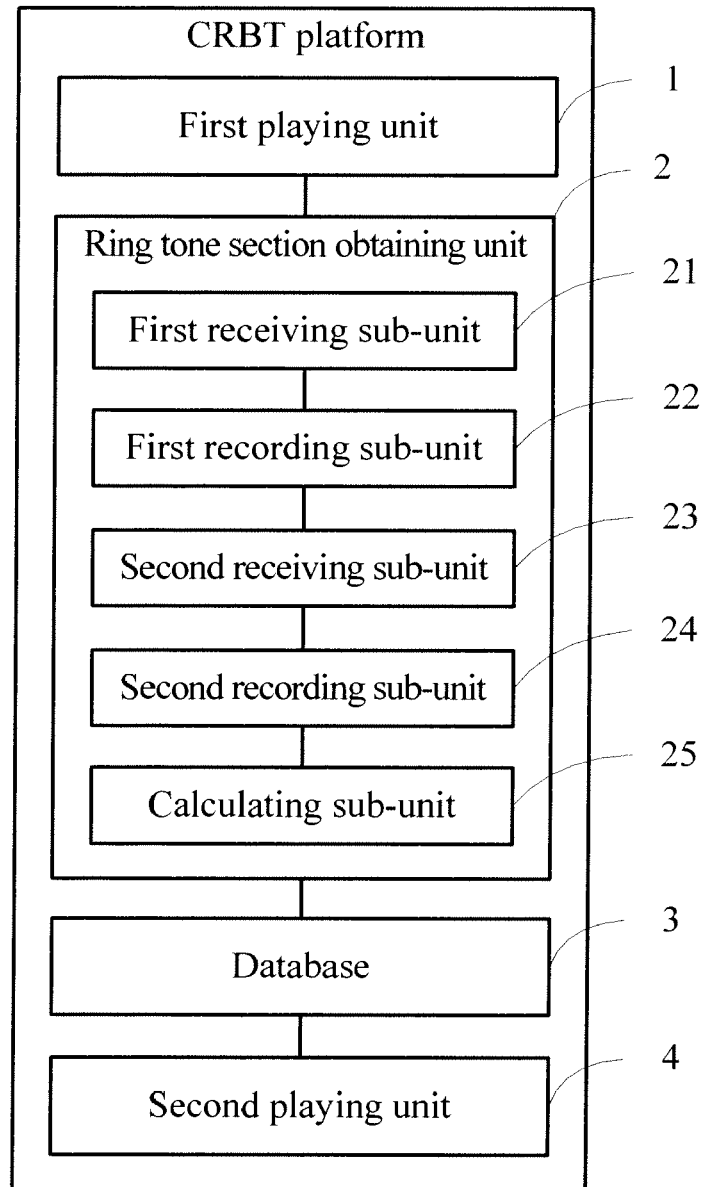 CRBT platform
1
First playing unit
2
Ring tone section obtaining unit
21
First receiving sub-unit
22
First recording sub-unit
23
Second receiving sub-unit
24
Second recording sub-unit
25
Calculating sub-unit
3
Database
4
Second playing unit